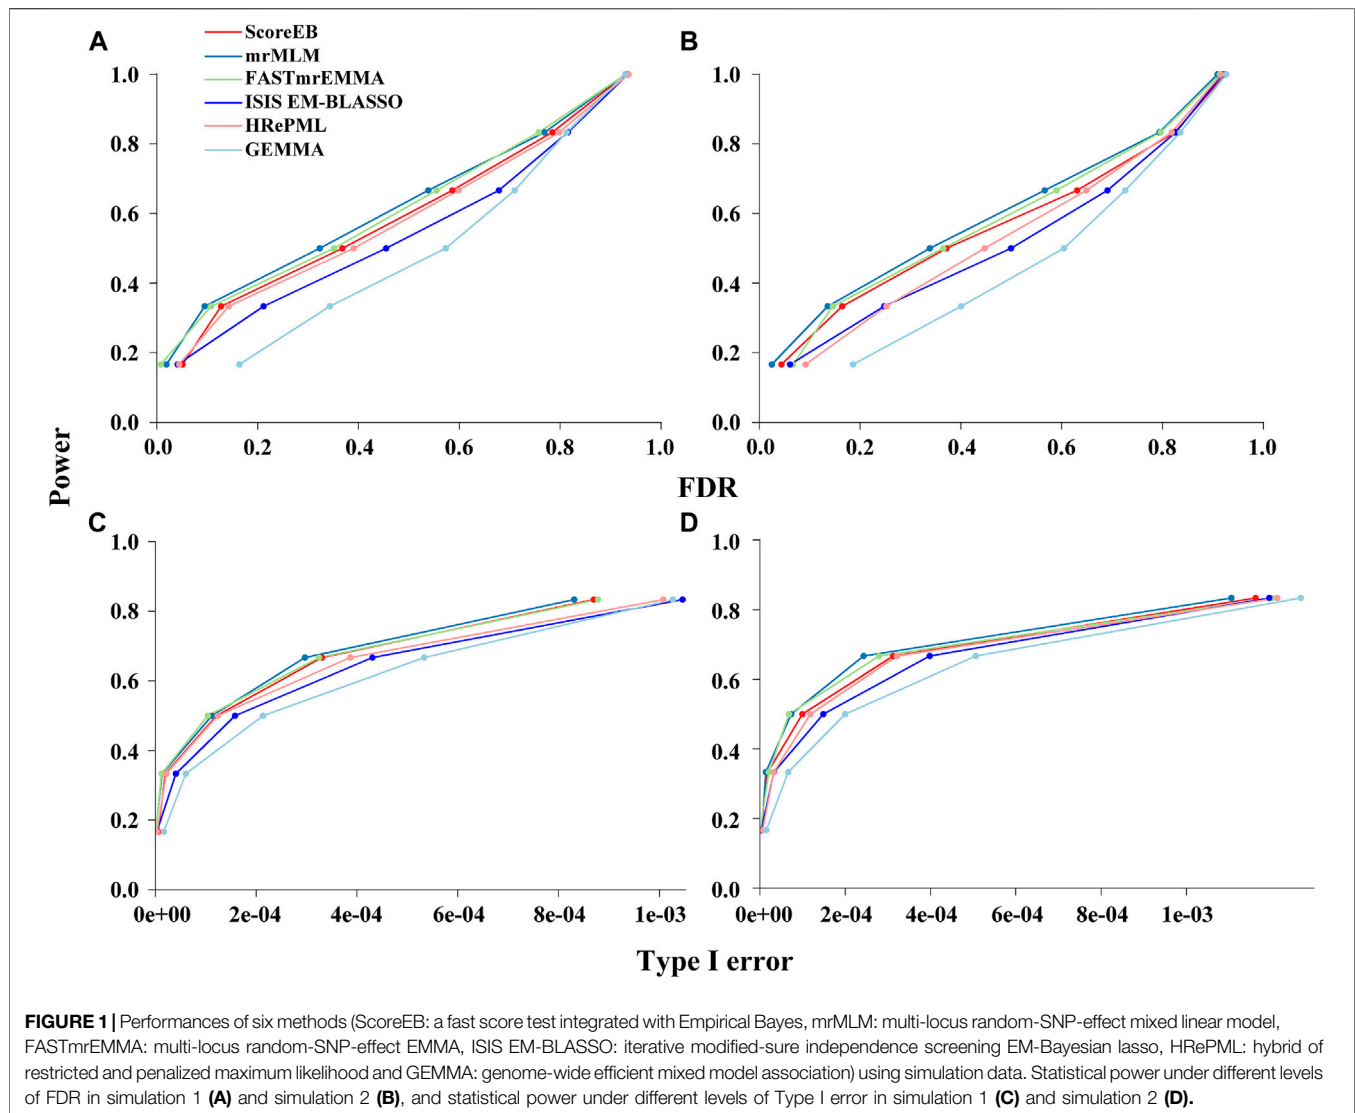 A
ScoreEB
mrMLM
FASTmrEMMA
ISIS EM-BLASSO
HRePML
GEMMA
1.0
0.8
0.6
0.4
0.2
0.0
0.0 0.2 0.4 0.6 0.8 1.0
B
1.0
0.8
0.6
0.4
0.2
0.0
0.0 0.2 0.4 0.6 0.8 1.0
Power
FDR
C
1.0
0.8
0.6
0.4
0.2
0.0
0e+00 2e-04 4e-04 6e-04 8e-04 1e-03
D
1.0
0.8
0.6
0.4
0.2
0.0
0e+00 2e-04 4e-04 6e-04 8e-04 1e-03
Type I error
FIGURE 1 | Performances of six methods (ScoreEB: a fast score test integrated with Empirical Bayes, mrMLM: multi-locus random-SNP-effect mixed linear model,
FASTmrEMMA: multi-locus random-SNP-effect EMMA, ISIS EM-BLASSO: iterative modified-sure independence screening EM-Bayesian lasso, HRePML: hybrid of
restricted and penalized maximum likelihood and GEMMA: genome-wide efficient mixed model association) using simulation data. Statistical power under different levels
of FDR in simulation 1 (A) and simulation 2 (B), and statistical power under different levels of Type I error in simulation 1 (C) and simulation 2 (D).